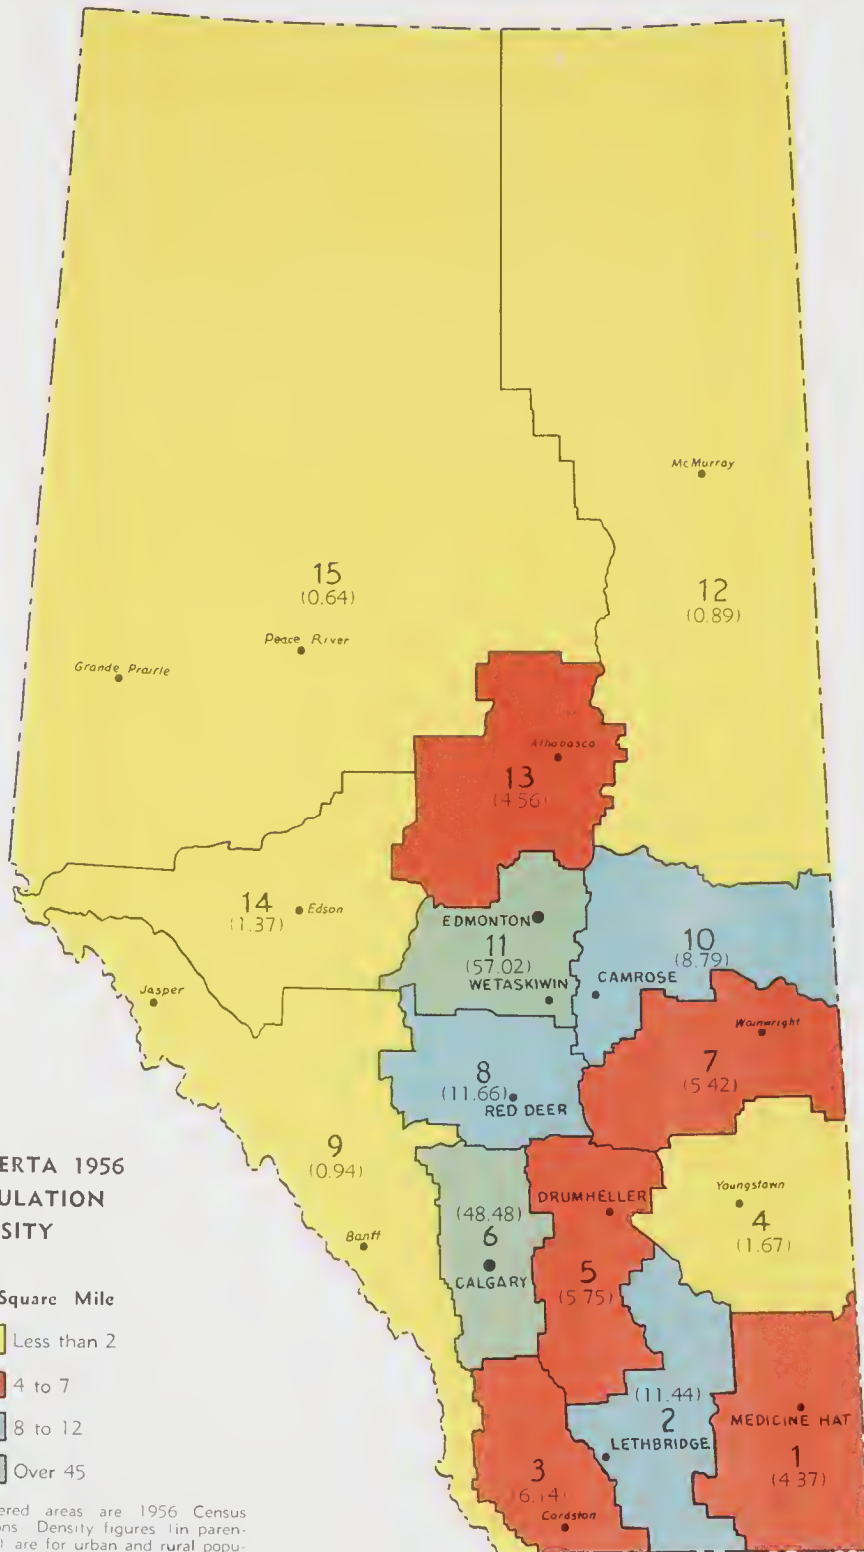 McMurray
15
(0.64)
12
(0.89)
Peace River
Grande Prairie
Athabasca
13
(4.56)
14
(1.37)
Edson
EDMONTON
11
(57.02)
WETASKIWIN
10
(8.79)
CAMROSE
Jasper
Wainwright
7
(5.42)
8
(11.66)
RED DEER
9
(0.94)
ERTA 1956
ULATION
SITY
Youngstown
4
(1.67)
DRUMHELLER
(48.48)
6
CALGARY
Banff
5
(5.75)
Square Mile
Less than 2
4 to 7
8 to 12
Over 45
(11.44)
2
LETHBRIDGE
MEDICINE HAT
1
(4.37)
3
(6.14)
Cardston
ered areas are 1956 Census
ons Density figures (in paren-
) are for urban and rural popu-